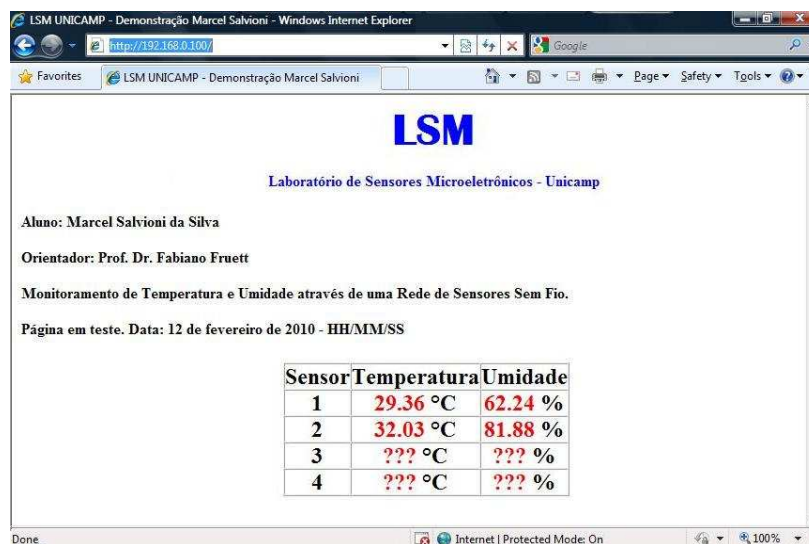 LSM UNICAMP - Demonstração Marcel Salvioni - Windows Internet Explorer
http://192.168.0.100/
Google
Favorites
LSM UNICAMP - Demonstração Marcel Salvioni
Page
Safety
Tools
LSM
Laboratório de Sensores Microeletrônicos - Unicamp
Aluno: Marcel Salvioni da Silva
Orientador: Prof. Dr. Fabiano Fruett
Monitoramento de Temperatura e Umidade através de uma Rede de Sensores Sem Fio.
Página em teste. Data: 12 de fevereiro de 2010 - HH/MM/SS
Sensor Temperatura Umidade
1 29.36 °C 62.24 %
2 32.03 °C 81.88 %
3 ??? °C ??? %
4 ??? °C ??? %
Done
Internet | Protected Mode: On
100%